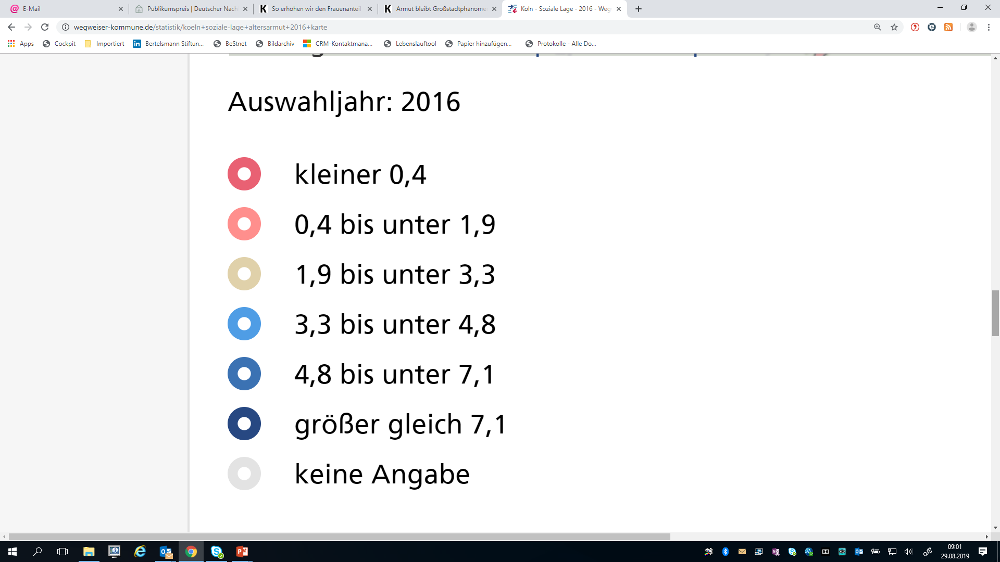 E-Mail
Publikumspreis | Deutscher Nach
So erhöhen wir den Frauenanteil
Armut bleibt Großstadtphänome
Köln - Soziale Lage - 2016 - Weg
wegweiser-kommune.de/statistik/koeln+soziale-lage+altersarmut+2016+karte
Apps
Cockpit
Importiert
Bertelsmann Stiftun...
BeStnet
Bildarchiv
CRM-Kontaktmana...
Lebenslauftool
Papier hinzufügen...
Protokolle - Alle Do...
Auswahljahr: 2016
kleiner 0,4
0,4 bis unter 1,9
1,9 bis unter 3,3
3,3 bis unter 4,8
4,8 bis unter 7,1
größer gleich 7,1
keine Angabe
09:01
29.08.2019